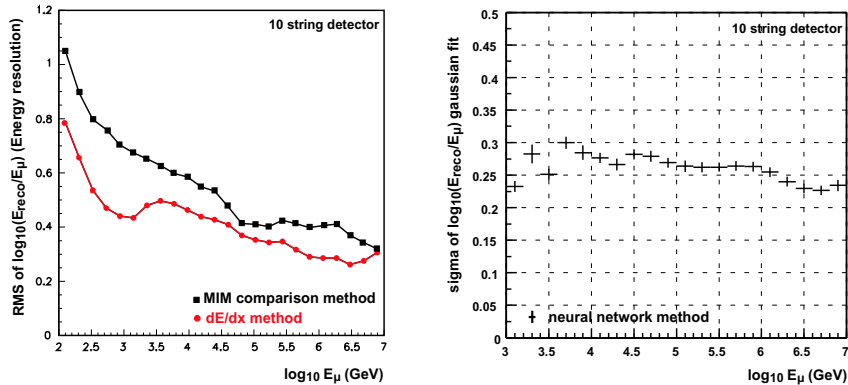 10 string detector
RMS of log10(Ereco/Eμ) (Energy resolution)
1.2
1
0.8
0.6
0.4
0.2
0
MIM comparison method
dE/dx method
2 2.5 3 3.5 4 4.5 5 5.5 6 6.5 7
log10 Eμ (GeV)
10 string detector
sigma of log10(Ereco/Eμ) gaussian fit
0.5
0.45
0.4
0.35
0.3
0.25
0.2
0.15
0.1
0.05
0
neural network method
3 3.5 4 4.5 5 5.5 6 6.5 7
log10 Eμ (GeV)